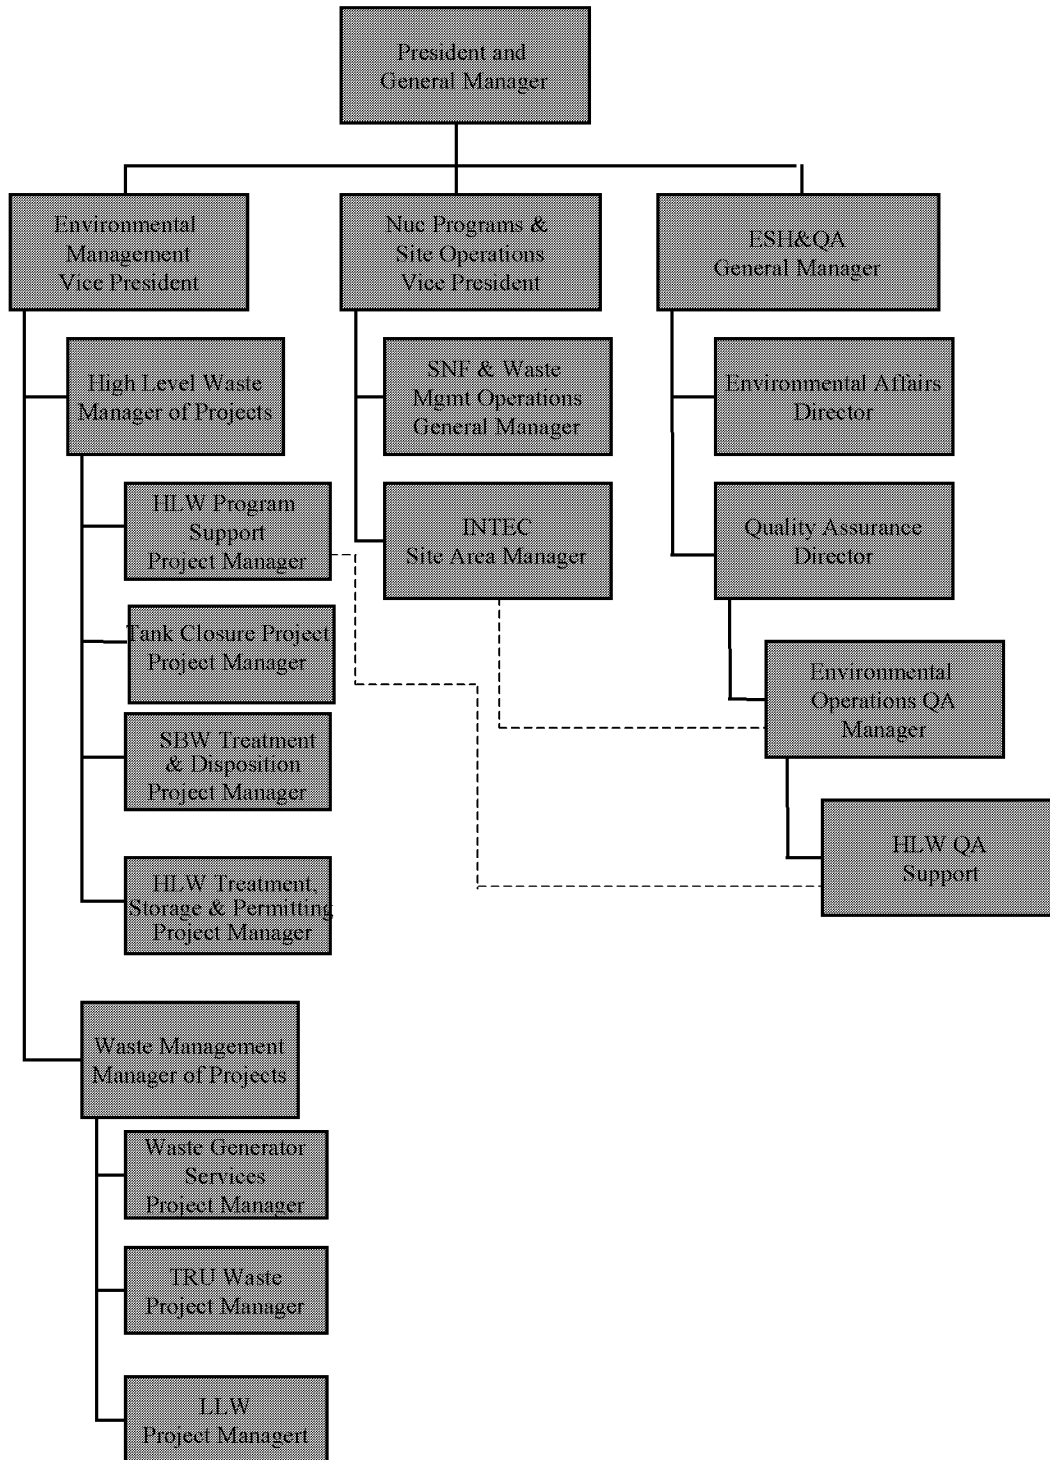 President and
General Manager
Environmental
Management
Vice President
Nuc Programs &
Site Operations
Vice President
ESH&QA
General Manager
High Level Waste
Manager of Projects
SNF & Waste
Mgmt Operations
General Manager
Environmental Affairs
Director
HLW Program
Support
Project Manager
INTEC
Site Area Manager
Quality Assurance
Director
Tank Closure Project
Project Manager
Environmental
Operations QA
Manager
SBW Treatment
& Disposition
Project Manager
HLW QA
Support
HLW Treatment,
Storage & Permitting
Project Manager
Waste Management
Manager of Projects
Waste Generator
Services
Project Manager
TRU Waste
Project Manager
LLW
Project Managert